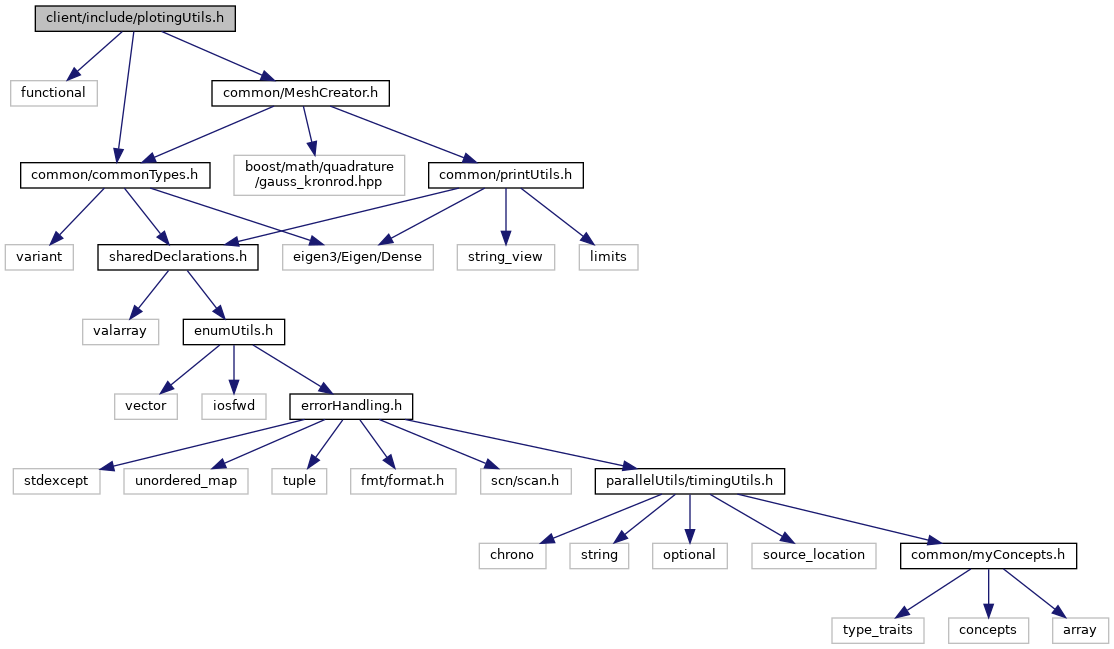 client/include/plotingUtils.h
functional
common/MeshCreator.h
common/commonTypes.h
boost/math/quadrature
/gauss_kronrod.hpp
common/printUtils.h
variant
sharedDeclarations.h
eigen3/Eigen/Dense
string_view
limits
valarray
enumUtils.h
vector
iosfwd
errorHandling.h
stdexcept
unordered_map
tuple
fmt/format.h
scn/scan.h
parallelUtils/timingUtils.h
chrono
string
optional
source_location
common/myConcepts.h
type_traits
concepts
array